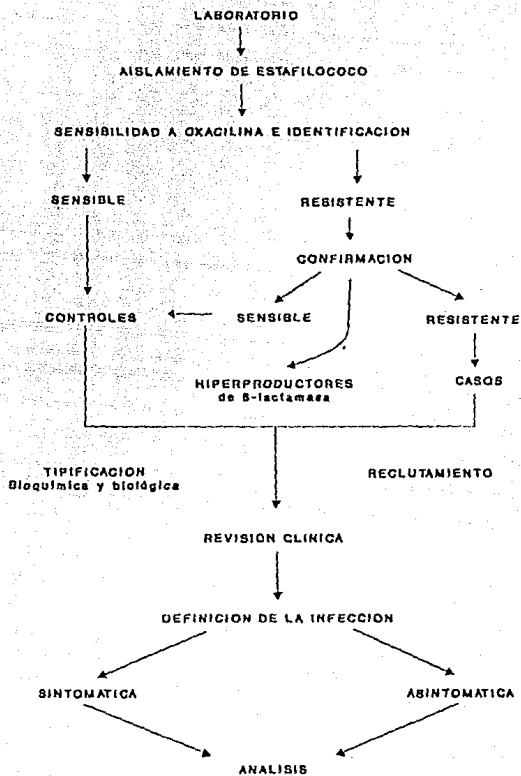 LABORATORIO
AISLAMIENTO DE ESTAFILOCOCO
SENSIBILIDAD A OXACILINA E IDENTIFICACION
SENSIBLE
RESISTENTE
CONFIRMACION
CONTROLES
SENSIBLE
RESISTENTE
HIPERPRODUCTORES
de B-lactamasa
CASOS
TIPIFICACION
Bioquímica y biológica
RECLUTAMIENTO
REVISION CLINICA
DEFINICION DE LA INFECCION
SINTOMATICA
ASINTOMATICA
ANALISIS